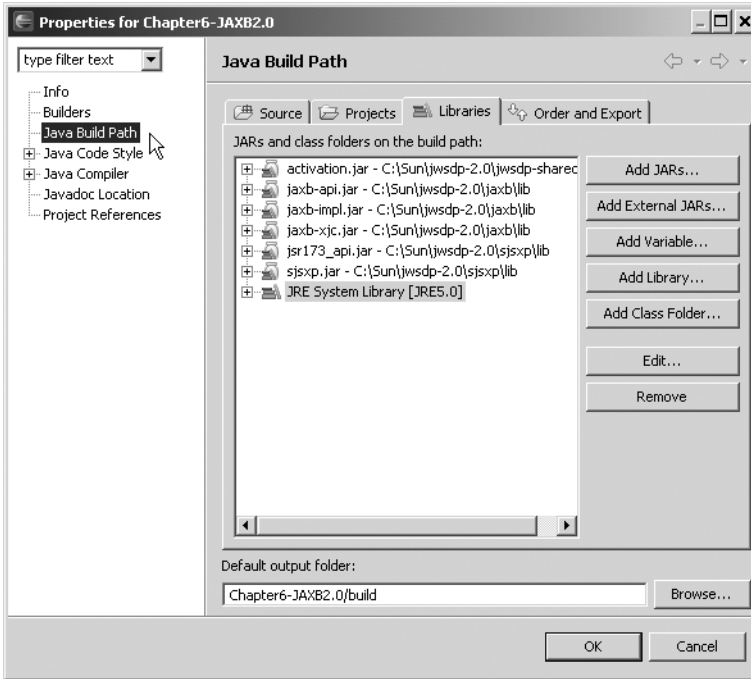 Properties for Chapter6-JAXB2.0
type filter text
Info
Builders
Java Build Path
Java Code Style
Java Compiler
Javadoc Location
Project References
Java Build Path
Source
Projects
Libraries
Order and Export
JARs and class folders on the build path:
activation.jar - C:\Sun\jwsdp-2.0\jwsdp-shared
jaxb-api.jar - C:\Sun\jwsdp-2.0\jaxb\lib
jaxb-impl.jar - C:\Sun\jwsdp-2.0\jaxb\lib
jaxb-xjc.jar - C:\Sun\jwsdp-2.0\jaxb\lib
jsr173_api.jar - C:\Sun\jwsdp-2.0\sjsxp\lib
sjsxp.jar - C:\Sun\jwsdp-2.0\sjsxp\lib
JRE System Library [JRE5.0]
Add JARs...
Add External JARs...
Add Variable...
Add Library...
Add Class Folder...
Edit...
Remove
Default output folder:
Chapter6-JAXB2.0/build
Browse...
OK
Cancel